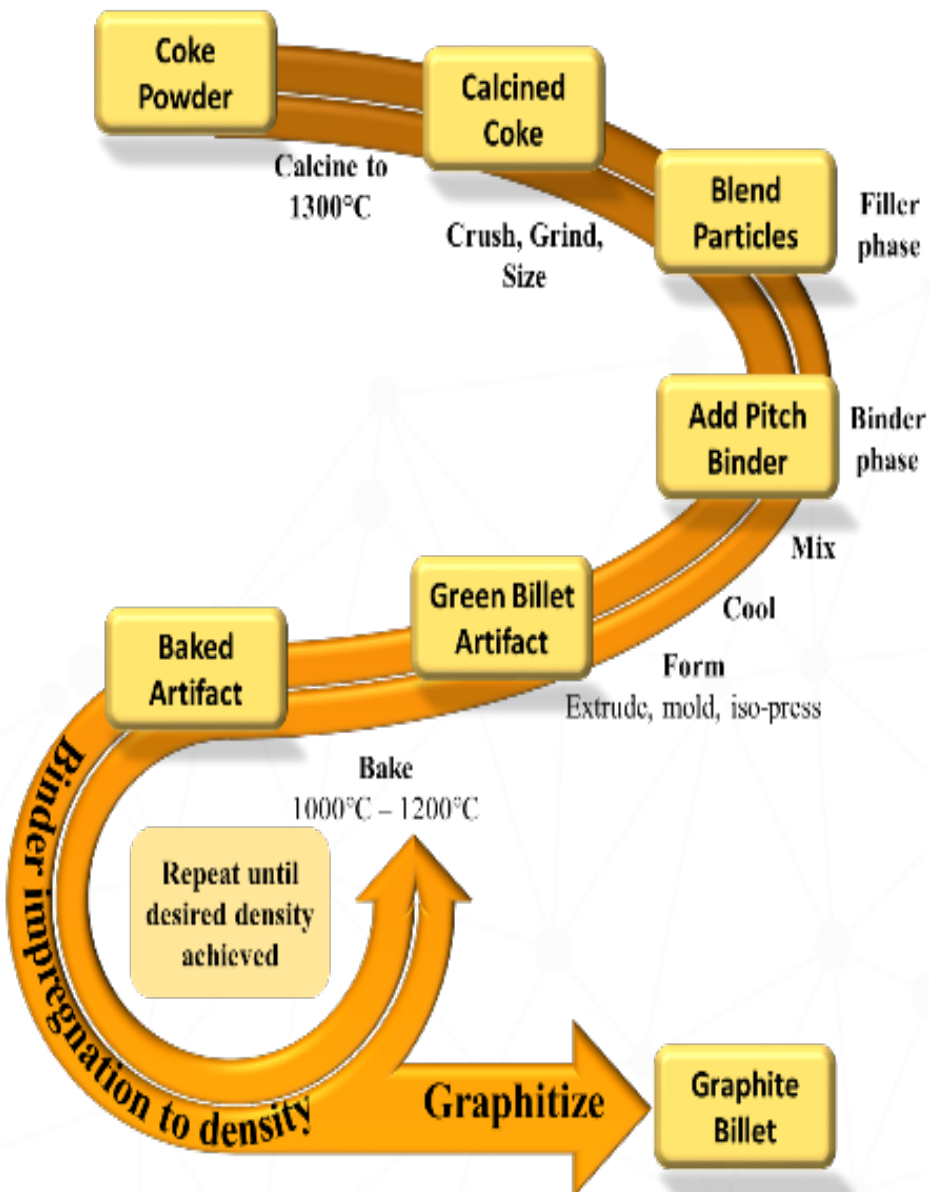 Coke
Powder
Calcine to
1300°C
Calcined
Coke
Crush, Grind,
Size
Blend
Particles
Filler
phase
Add Pitch
Binder
Binder
phase
Mix
Cool
Form
Extrude, mold, iso-press
Green Billet
Artifact
Baked
Artifact
Bake
1000°C – 1200°C
Binder impregnation to density
Repeat until
desired density
achieved
Graphitize
Graphite
Billet